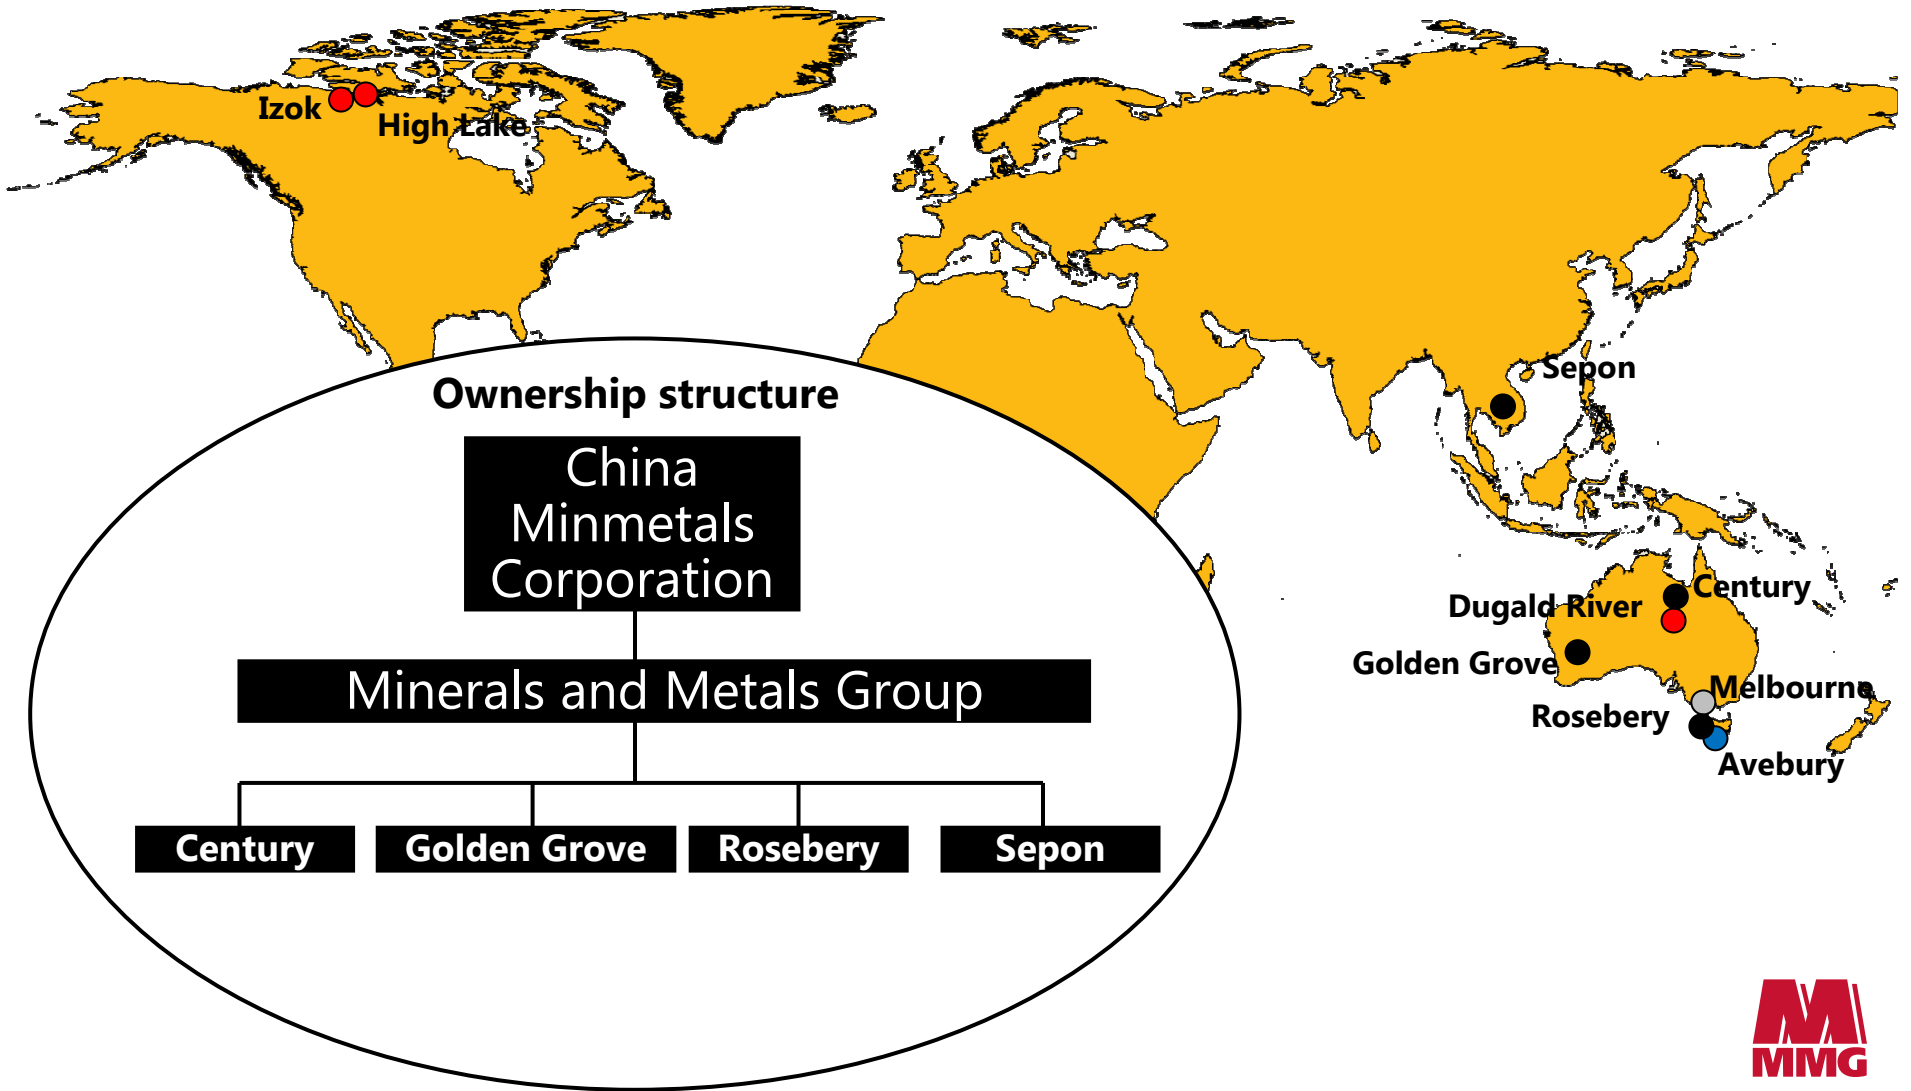 Izok
High Lake
Sepon
Ownership structure
China
Minmetals
Corporation
Minerals and Metals Group
Century
Golden Grove
Rosebery
Sepon
Century
Dugald River
Golden Grove
Melbourne
Rosebery
Avebury
MMG